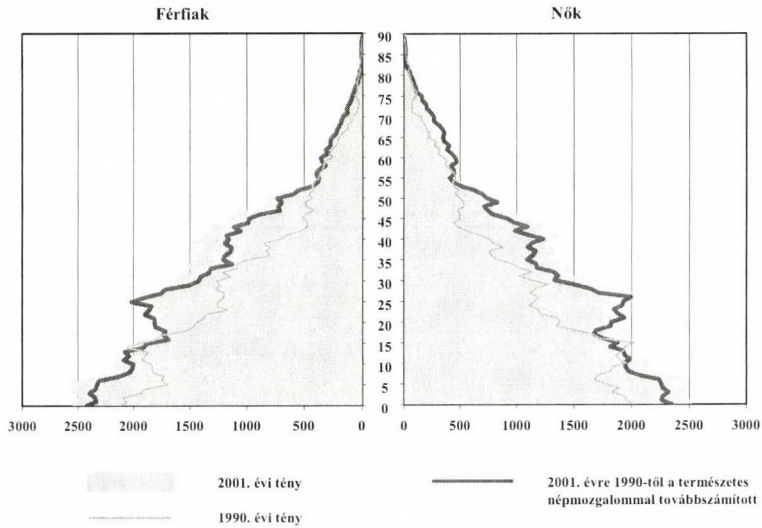 Férfiak
Nők
90
85
80
75
70
65
60
55
50
45
40
35
30
25
20
15
10
5
0
3000 2500 2000 1500 1000 500 0
0 500 1000 1500 2000 2500 3000
2001. évi tény
1990. évi tény
2001. évre 1990-től a természetes
népmozgalommal továbbszámított